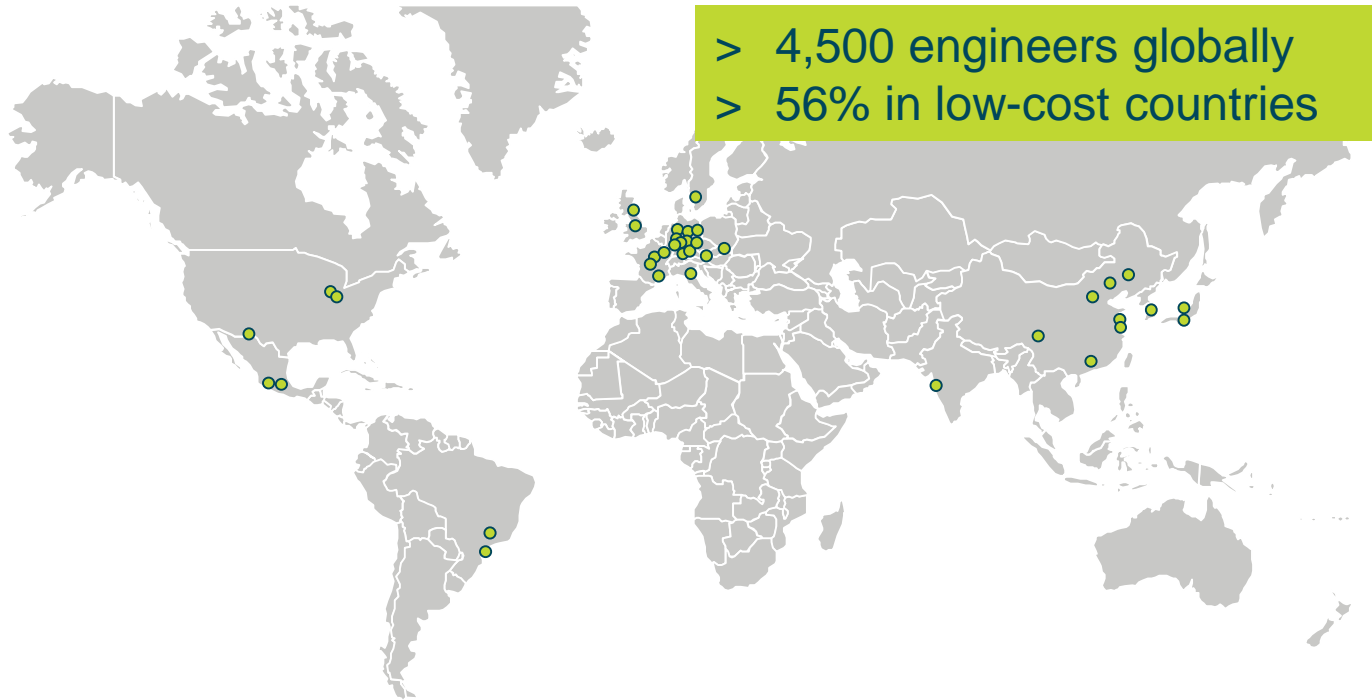 > 4,500 engineers globally
> 56% in low-cost countries